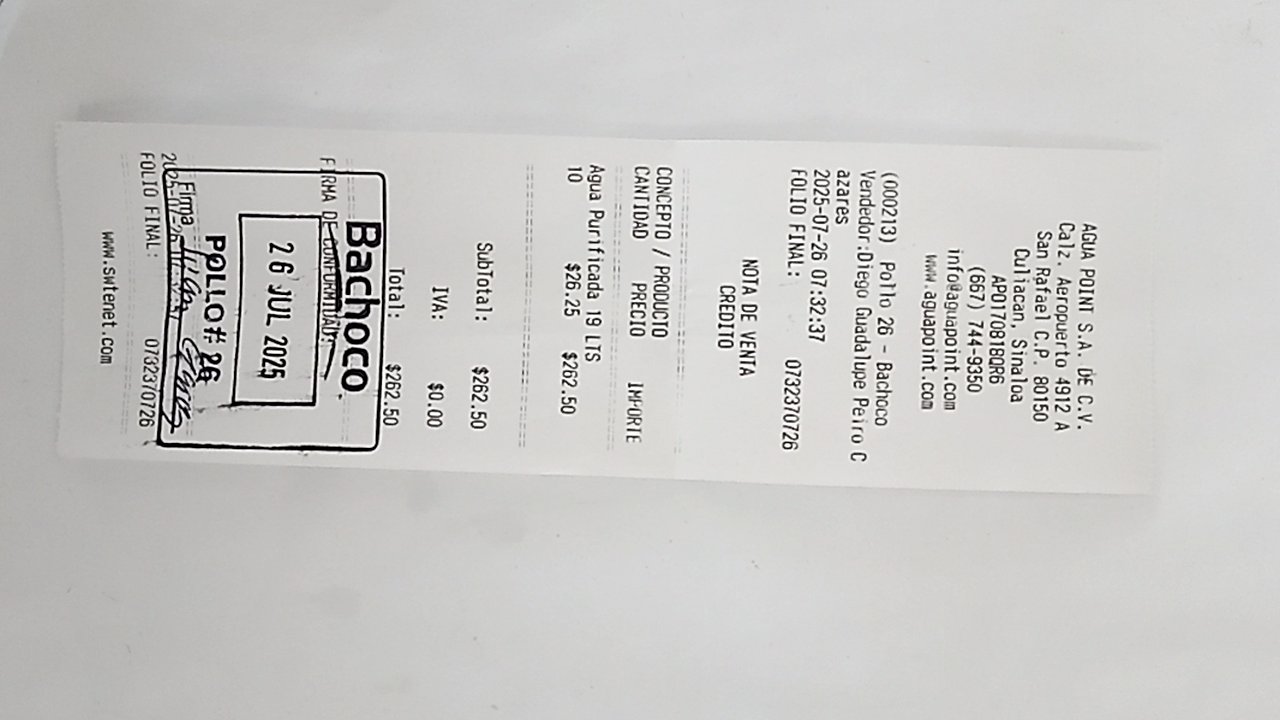 AGUA POINT S.A. DE C.V.
Calz. Aeropuerto 4912 A
San Rafael C.P. 80150
Culiacan, Sinaloa
APO170818QR6
(667) 744-9350
info@aguapoint.com
www.aguapoint.com
(000213) Pollo 26 - Bachoco
Vendedor:Diego Guadalupe Peiro C
azares
2025-07-26 07:32:37
FOLIO FINAL: 0732370726
NOTA DE VENTA
CREDITO
CONCEPTO / PRODUCTO
CANTIDAD PRECIO IMPORTE
Agua Purificada 19 LTS
10 $26.25 $262.50
SubTotal: $262.50
IVA: $0.00
Total: $262.50
Bachoco.
FIRMA DE CONFORMIDAD:
26 JUL 2025
POLLO# 26
Firma
FOLIO FINAL: 0732370726
www.swtenet.com